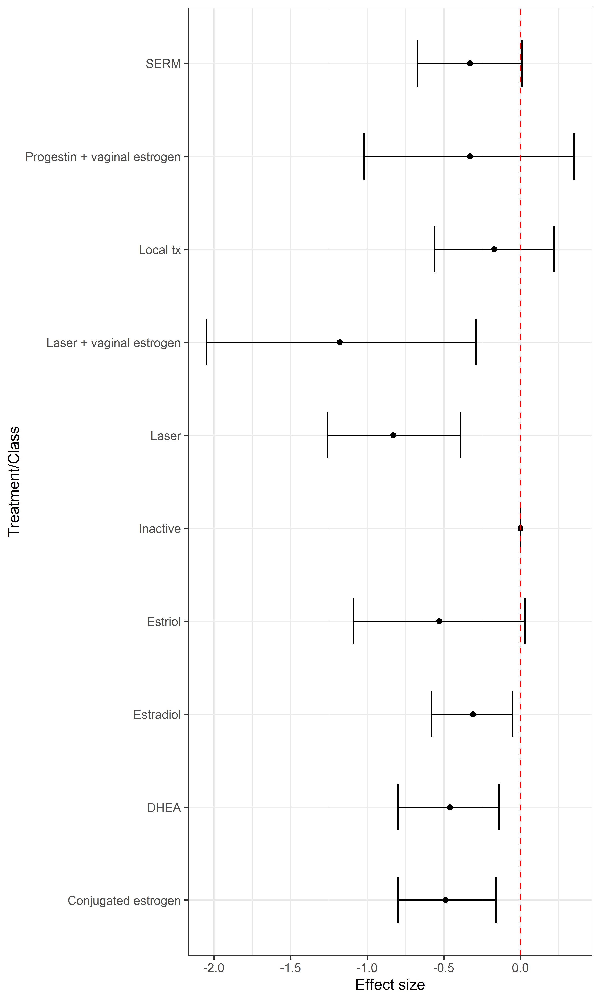 SERM
Progestin + vaginal estrogen
Local tx
Laser + vaginal estrogen
Laser
Inactive
Estriol
Estradiol
DHEA
Conjugated estrogen
Treatment/Class
-2.0 -1.5 -1.0 -0.5 0.0
Effect size